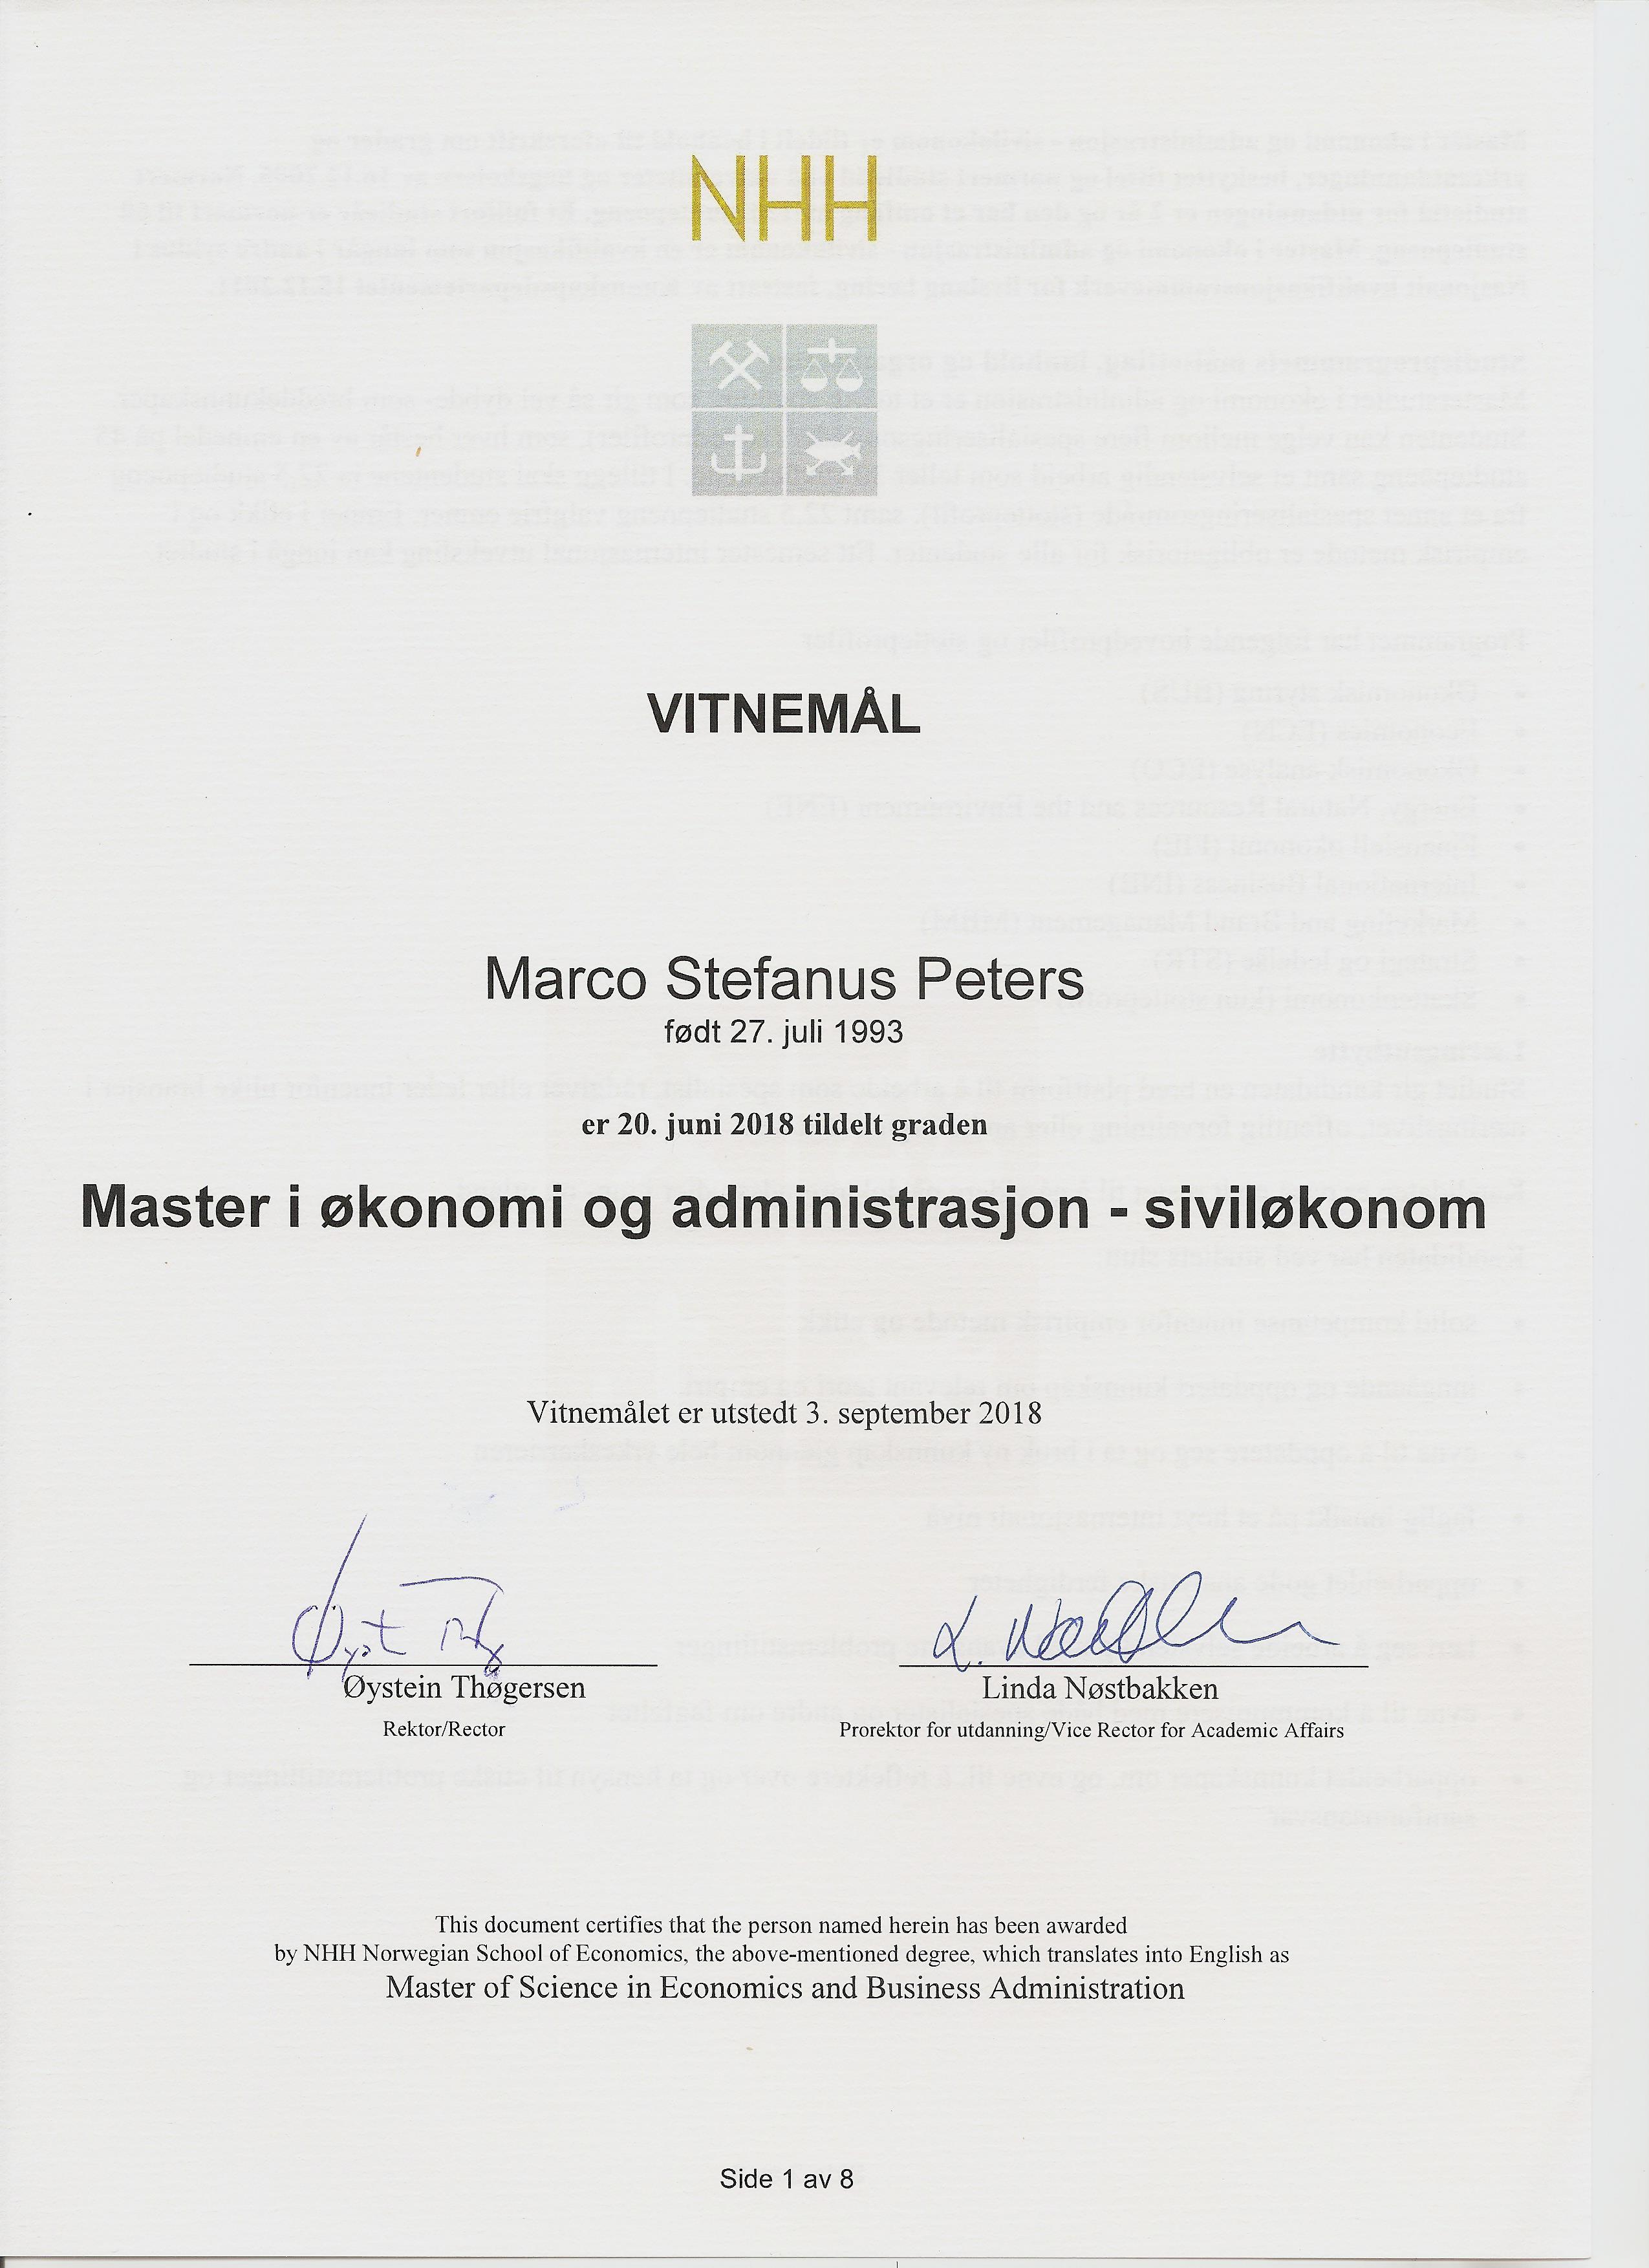 NHH
VITNEMÅL
Marco Stefanus Peters
født 27. juli 1993
er 20. juni 2018 tildelt graden
Master i økonomi og administrasjon - siviløkonom
Vitnemålet er utstedt 3. september 2018
Øystein Thøgersen
Rektor/Rector
Linda Nøstbakken
Prorektor for utdanning/Vice Rector for Academic Affairs
This document certifies that the person named herein has been awarded
by NHH Norwegian School of Economics, the above-mentioned degree, which translates into English as
Master of Science in Economics and Business Administration
Side 1 av 8